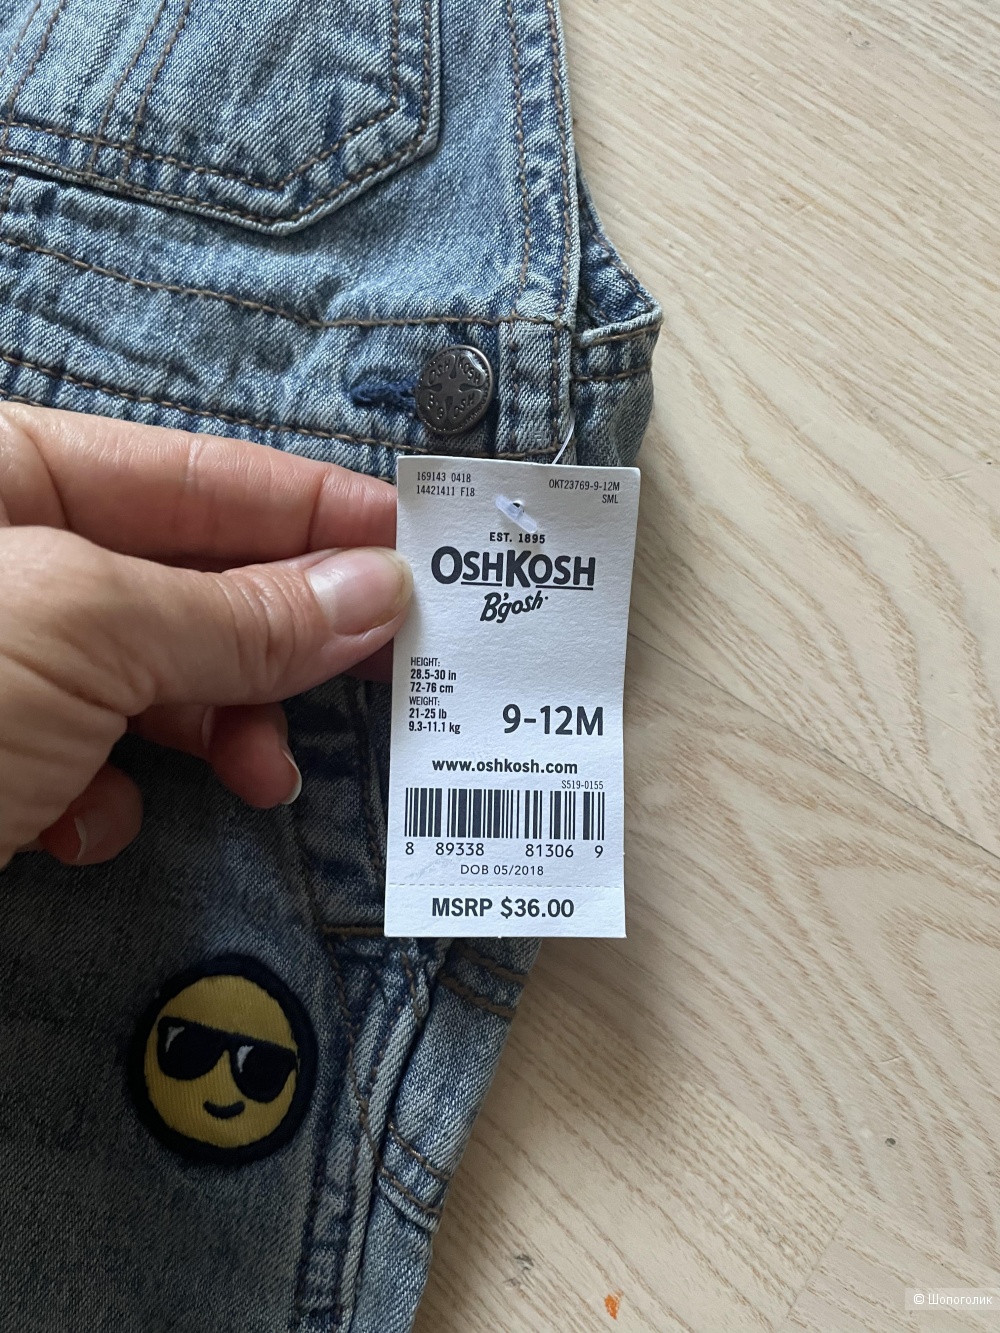 OSHKOSH
B'GOSH
169143 0418
14421411 F18
OKT23769-9-12M
SML
EST. 1895
OSHKOSH
B'gosh
HEIGHT:
28.5-30 in
72-76 cm
WEIGHT:
21-25 lb
9.3-11.1 kg
9-12M
www.oshkosh.com
S519-0155
8 89338 81306 9
DOB 05/2018
MSRP $36.00
© Шопоголик